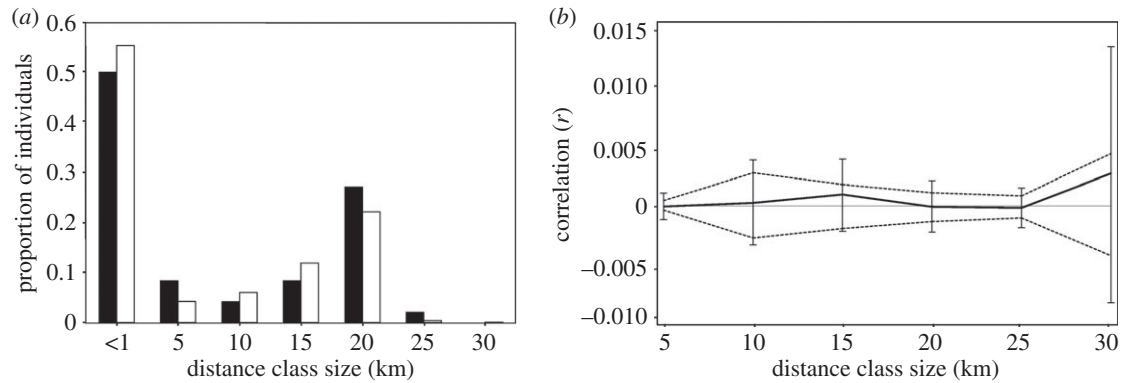 (a)
0.6
0.5
0.4
0.3
0.2
0.1
0
proportion of individuals
<1 5 10 15 20 25 30
distance class size (km)
(b)
0.015
0.010
0.005
0
−0.005
−0.010
correlation (r)
5 10 15 20 25 30
distance class size (km)